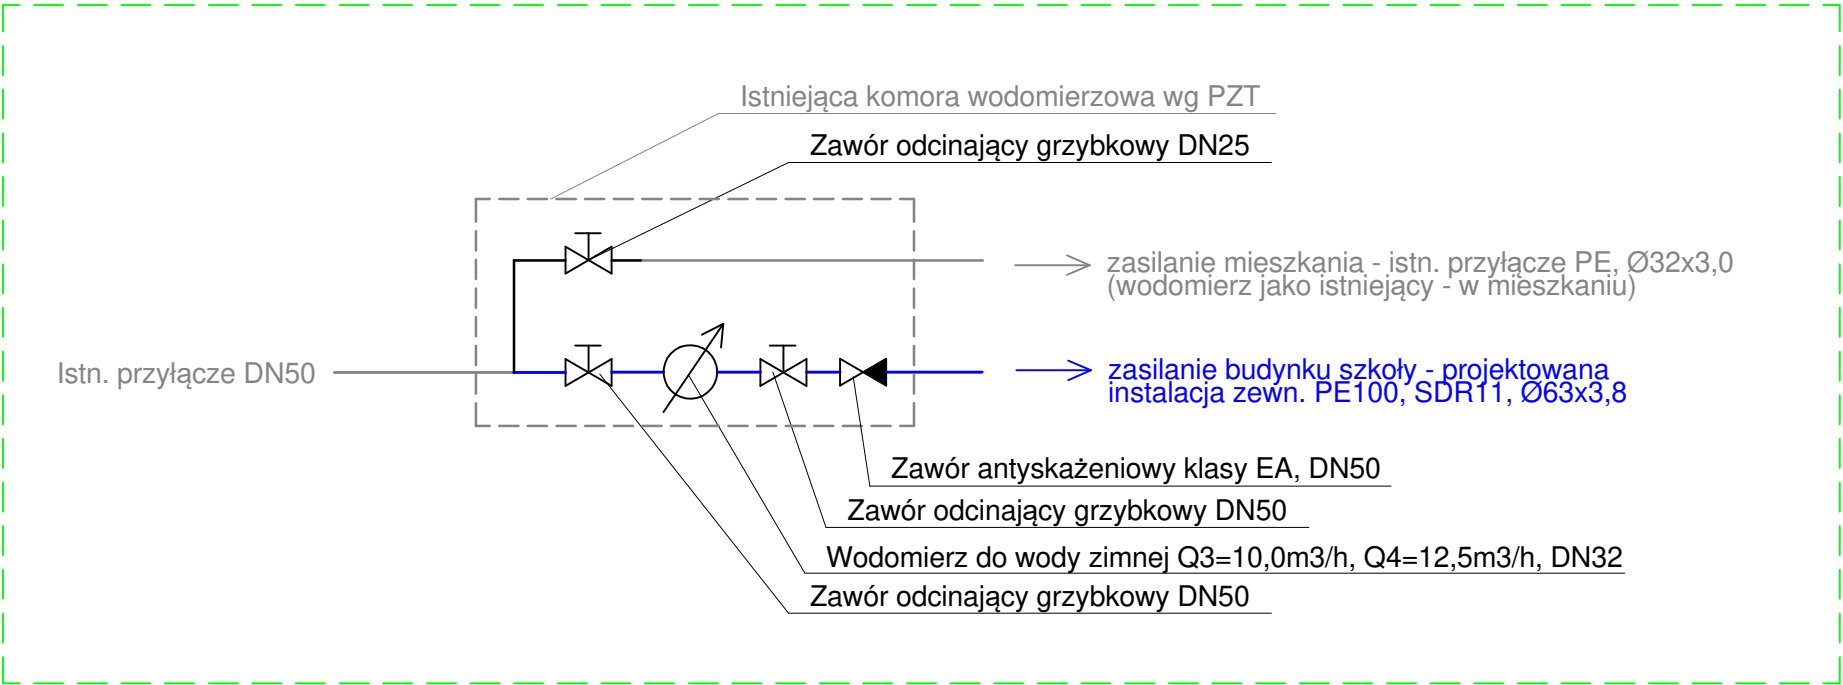 Istniejąca komora wodomierzowa wg PZT
Zawór odcinający grzybkowy DN25
zasilanie mieszkania - istn. przyłącze PE, Ø32x3,0
(wodomierz jako istniejący - w mieszkaniu)
Istn. przyłącze DN50
zasilanie budynku szkoły - projektowana
instalacja zewn. PE100, SDR11, Ø63x3,8
Zawór antyskażeniowy klasy EA, DN50
Zawór odcinający grzybkowy DN50
Wodomierz do wody zimnej Q3=10,0m3/h, Q4=12,5m3/h, DN32
Zawór odcinający grzybkowy DN50